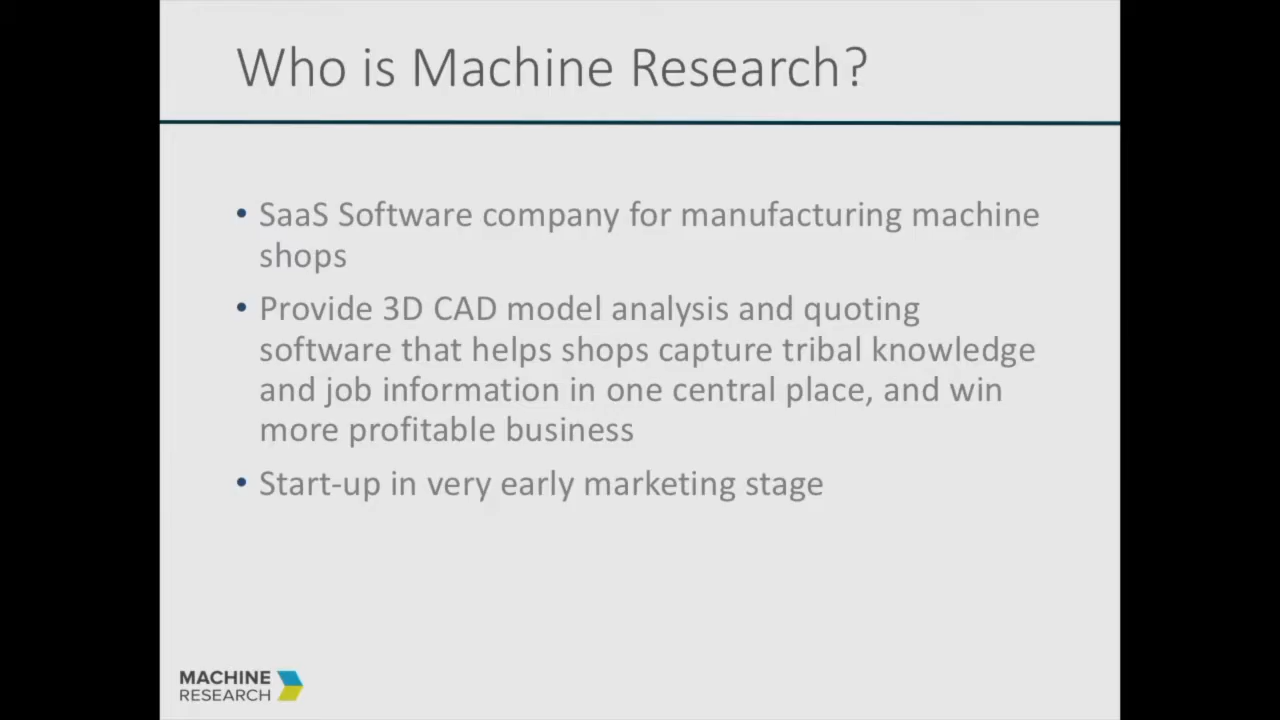 Who is Machine Research?
• SaaS Software company for manufacturing machine
shops
• Provide 3D CAD model analysis and quoting
software that helps shops capture tribal knowledge
and job information in one central place, and win
more profitable business
• Start-up in very early marketing stage
MACHINE
RESEARCH